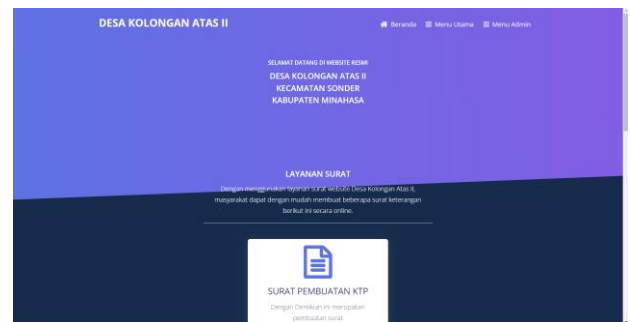 DESA KOLONGAN ATAS II
Beranda Menu Utama Menu Admin
SELAMAT DATANG DI WEBSITE RESMI
DESA KOLONGAN ATAS II
KECAMATAN SONDER
KABUPATEN MINAHASA
LAYANAN SURAT
Dengan menggunakan layanan surat website Desa Kolongan Atas II,
masyarakat dapat dengan mudah membuat beberapa surat keterangan
berikut ini secara online.
SURAT PEMBUATAN KTP
Dengan Demikian ini merupakan
pembuatan surat